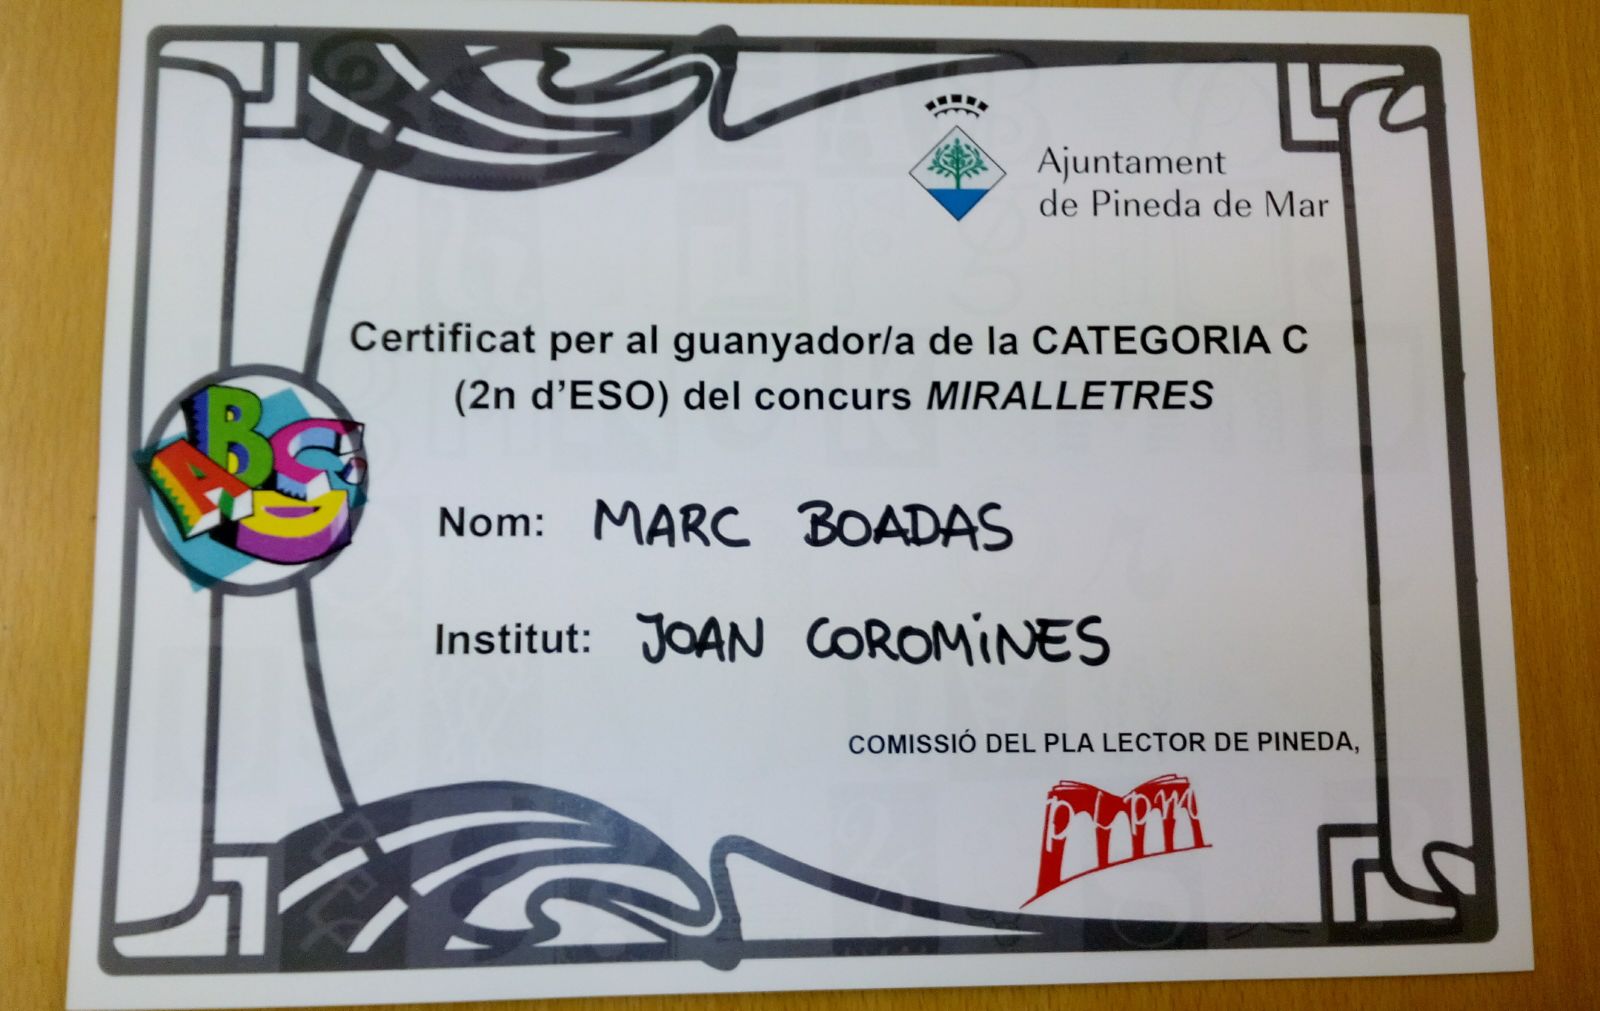 Ajuntament
de Pineda de Mar
Certificat per al guanyador/a de la CATEGORIA C
(2n d'ESO) del concurs MIRALLETRES
ABCD
Nom: MARC BOADAS
Institut: JOAN COROMiNES
COMISSIÓ DEL PLA LECTOR DE PINEDA,
plpm